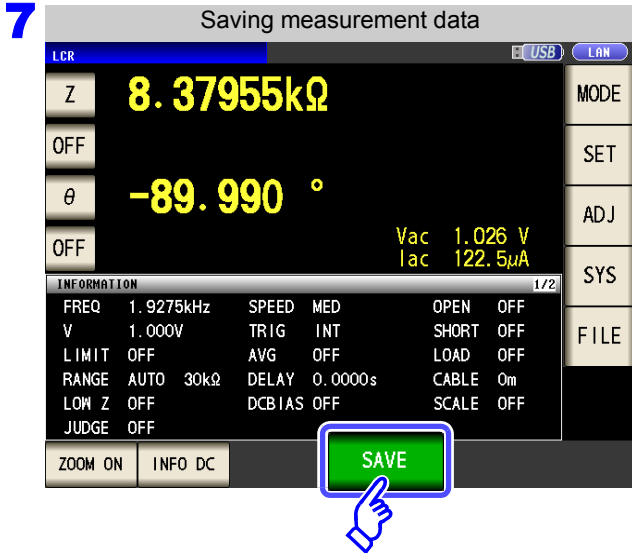 7
Saving measurement data
LCR
USB
LAN
Z
8.37955kΩ
MODE
OFF
SET
θ
-89.990 °
ADJ
OFF
Vac 1.026 V
Iac 122.5μA
SYS
INFORMATION 1/2
FREQ 1.9275kHz SPEED MED OPEN OFF
V 1.000V TRIG INT SHORT OFF
FILE
LIMIT OFF AVG OFF LOAD OFF
RANGE AUTO 30kΩ DELAY 0.0000s CABLE 0m
LOW Z OFF DCBIAS OFF SCALE OFF
JUDGE OFF
ZOOM ON INFO DC SAVE